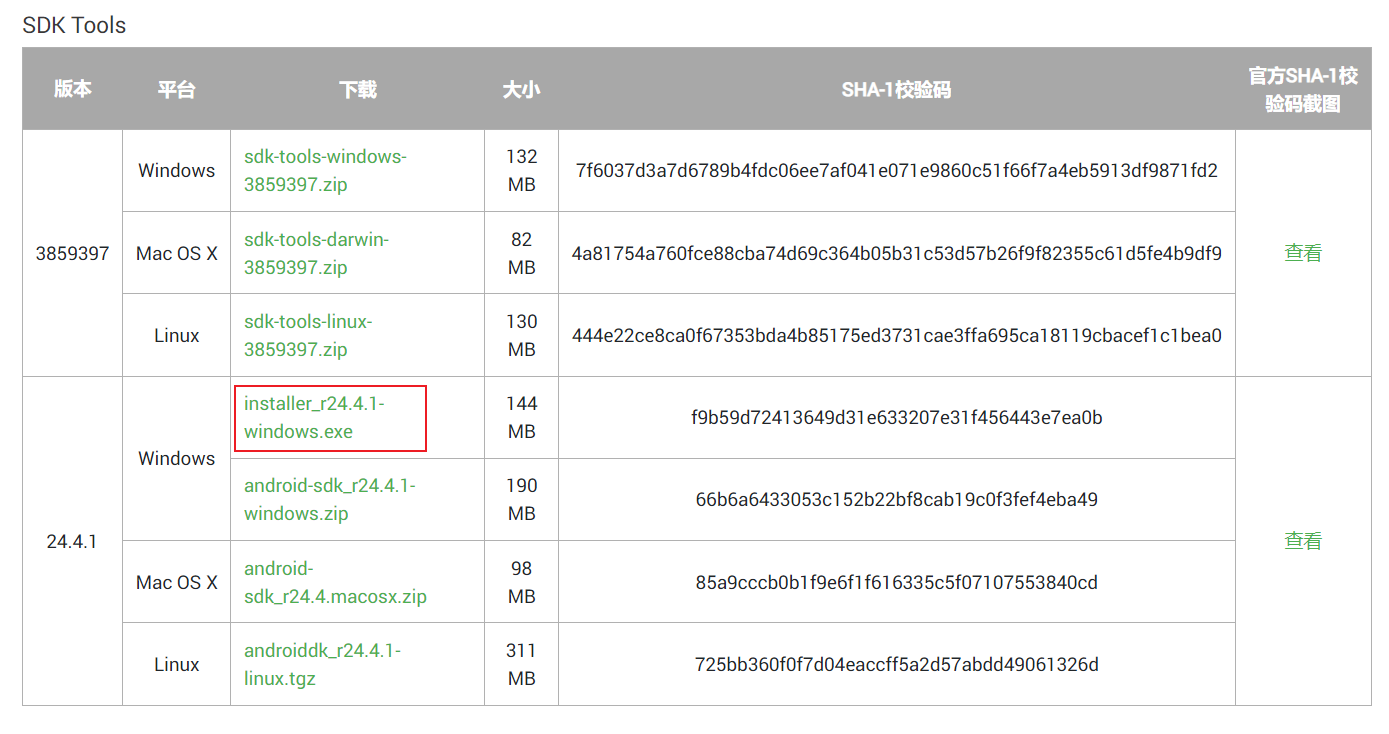 SDK Tools
版本
平台
下载
大小
SHA-1校验码
官方SHA-1校
验码截图
3859397
Windows
sdk-tools-windows-
3859397.zip
132
MB
7f6037d3a7d6789b4fdc06ee7af041e071e9860c51f66f7a4eb5913df9871fd2
查看
Mac OS X
sdk-tools-darwin-
3859397.zip
82
MB
4a81754a760fce88cba74d69c364b05b31c53d57b26f9f82355c61d5fe4b9df9
Linux
sdk-tools-linux-
3859397.zip
130
MB
444e22ce8ca0f67353bda4b85175ed3731cae3ffa695ca18119cbacef1c1bea0
24.4.1
Windows
installer_r24.4.1-
windows.exe
144
MB
f9b59d72413649d31e633207e31f456443e7ea0b
查看
android-sdk_r24.4.1-
windows.zip
190
MB
66b6a6433053c152b22bf8cab19c0f3fef4eba49
Mac OS X
android-
sdk_r24.4.macosx.zip
98
MB
85a9cccb0b1f9e6f1f616335c5f07107553840cd
Linux
androiddk_r24.4.1-
linux.tgz
311
MB
725bb360f0f7d04eaccff5a2d57abdd49061326d